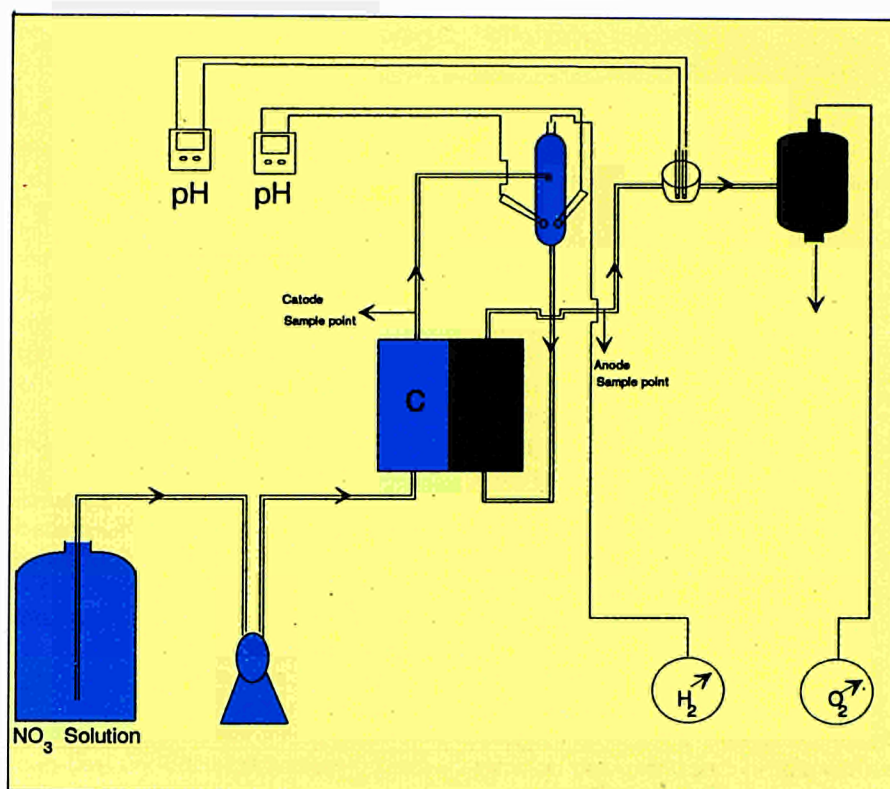 pH pH
Catode
Sample point
Anode
Sample point
C
NO3 Solution
H2
O2